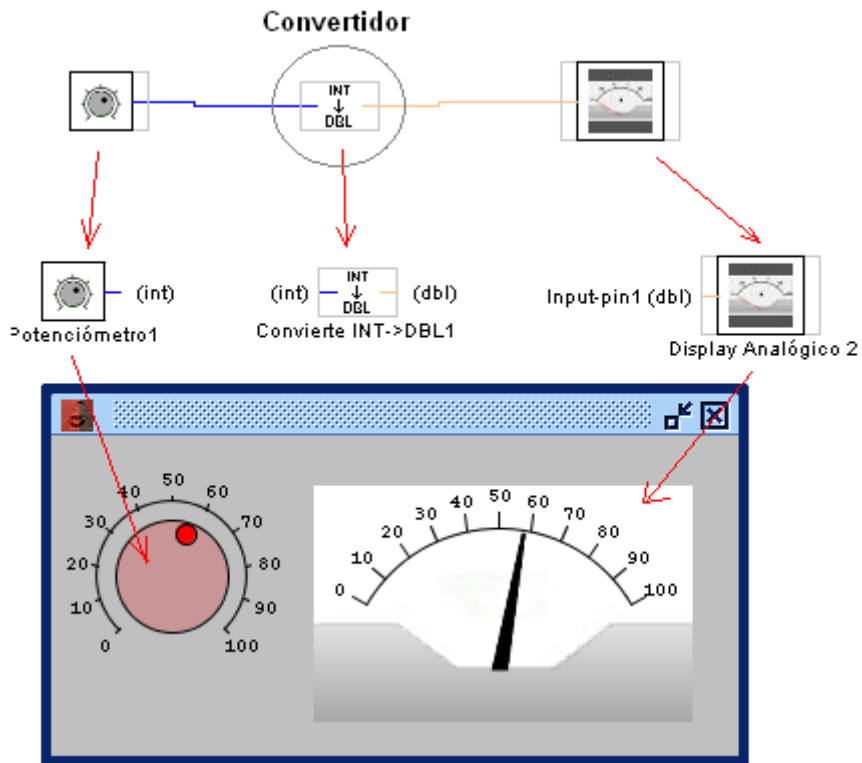 Convertidor
INT
↓
DBL
(int)
(int)
INT
↓
DBL
(dbl)
Input-pin1 (dbl)
Potenciómetro1
Convierte INT->DBL1
Display Analógico 2
0
10
20
30
40
50
60
70
80
90
100
0
10
20
30
40
50
60
70
80
90
100